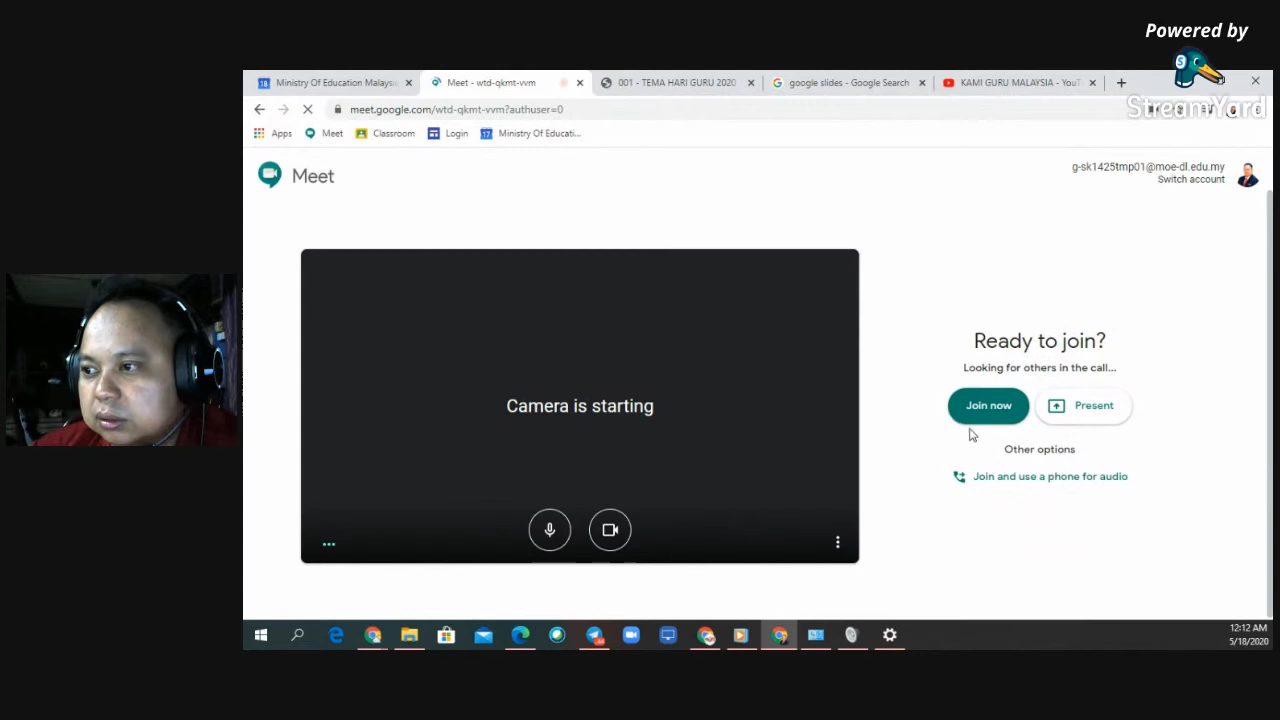 Powered by
StreamYard
Ministry Of Education Malays
Meet - wtd-qkmt-vvm
001 - TEMA HARI GURU 2020
google slides - Google Search
KAMI GURU MALAYSIA - YouT
meet.google.com/wtd-qkmt-vvm?authuser=0
Apps
Meet
Classroom
Login
Ministry Of Educati...
Meet
g-sk1425tmp01@moe-dl.edu.my
Switch account
Camera is starting
Ready to join?
Looking for others in the call...
Join now
Present
Other options
Join and use a phone for audio
12:12 AM
5/18/2020